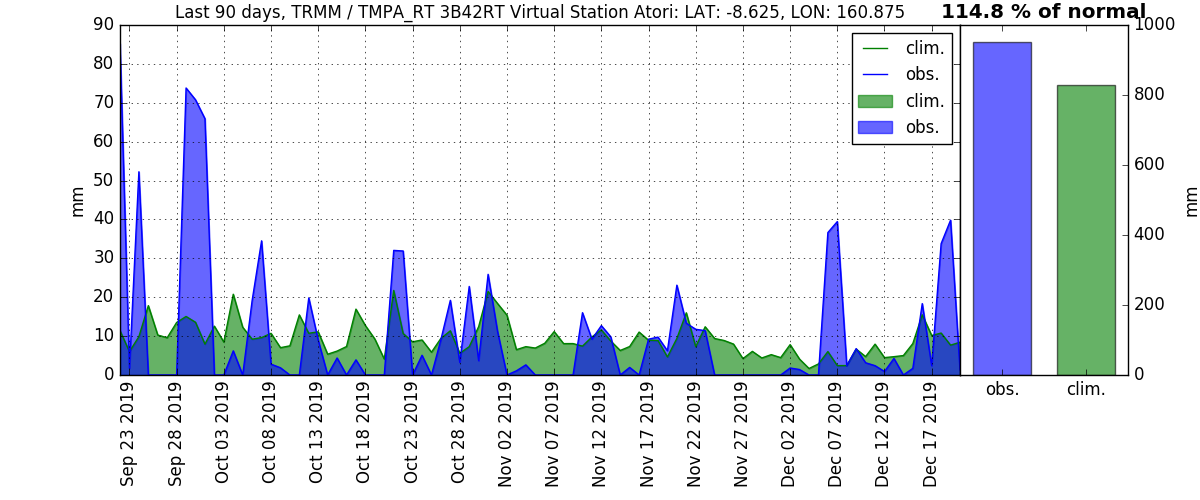 Last 90 days, TRMM / TMPA_RT 3B42RT Virtual Station Atori: LAT: -8.625, LON: 160.875
114.8 % of normal
90
80
70
60
50
40
30
20
10
0
mm
clim.
obs.
clim.
obs.
Sep 23 2019
Sep 28 2019
Oct 03 2019
Oct 08 2019
Oct 13 2019
Oct 18 2019
Oct 23 2019
Oct 28 2019
Nov 02 2019
Nov 07 2019
Nov 12 2019
Nov 17 2019
Nov 22 2019
Nov 27 2019
Dec 02 2019
Dec 07 2019
Dec 12 2019
Dec 17 2019
1000
800
600
400
200
0
mm
obs.
clim.